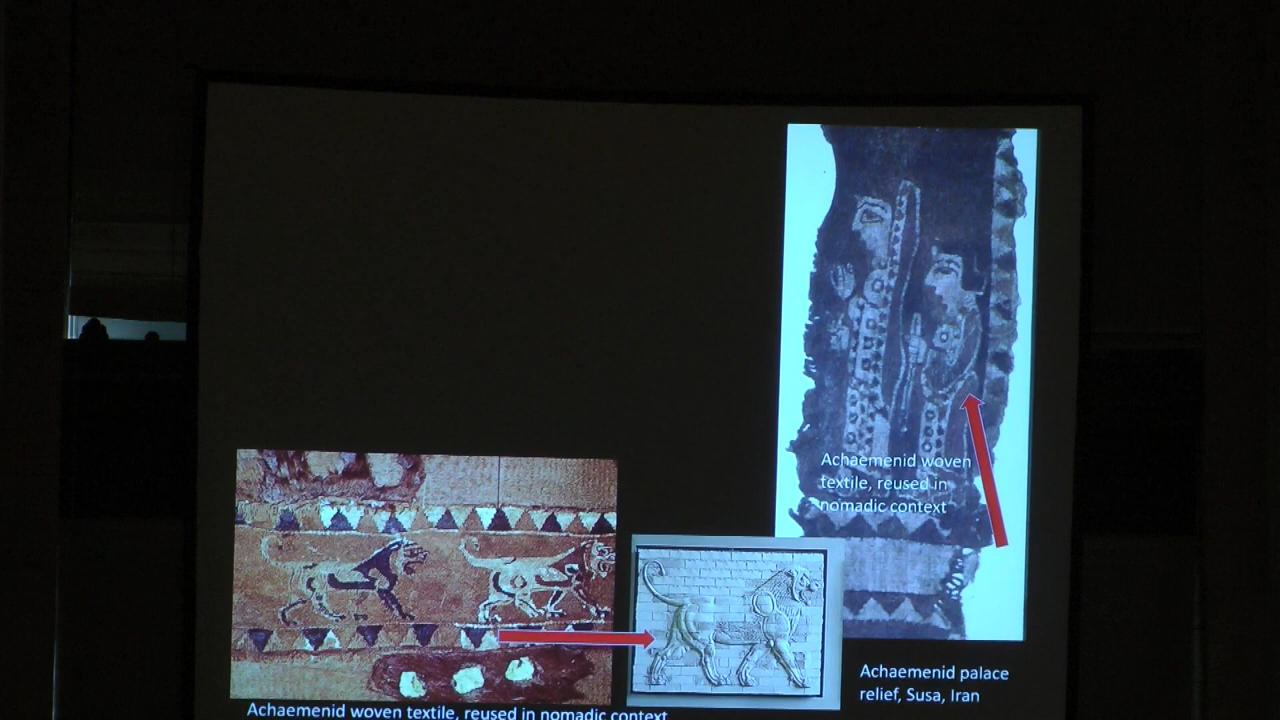 Achaemenid woven
textile, reused in
nomadic context
Achaemenid palace
relief, Susa, Iran
Achaemenid woven textile, reused in nomadic context